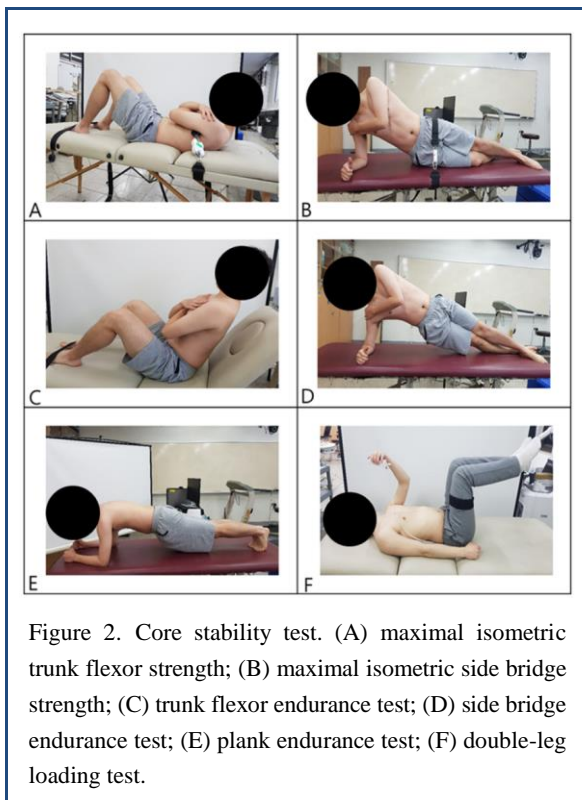 A
B
C
D
E
F
Figure 2. Core stability test. (A) maximal isometric
trunk flexor strength; (B) maximal isometric side bridge
strength; (C) trunk flexor endurance test; (D) side bridge
endurance test; (E) plank endurance test; (F) double-leg
loading test.